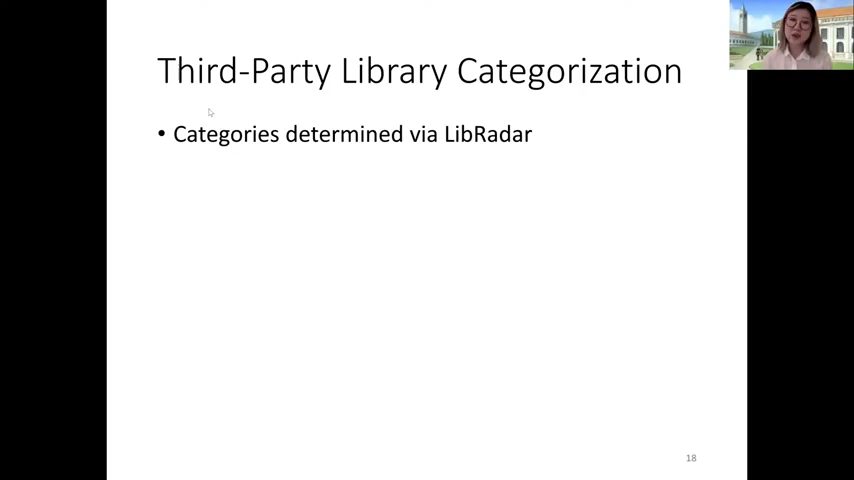 Third-Party Library Categorization
• Categories determined via LibRadar
18